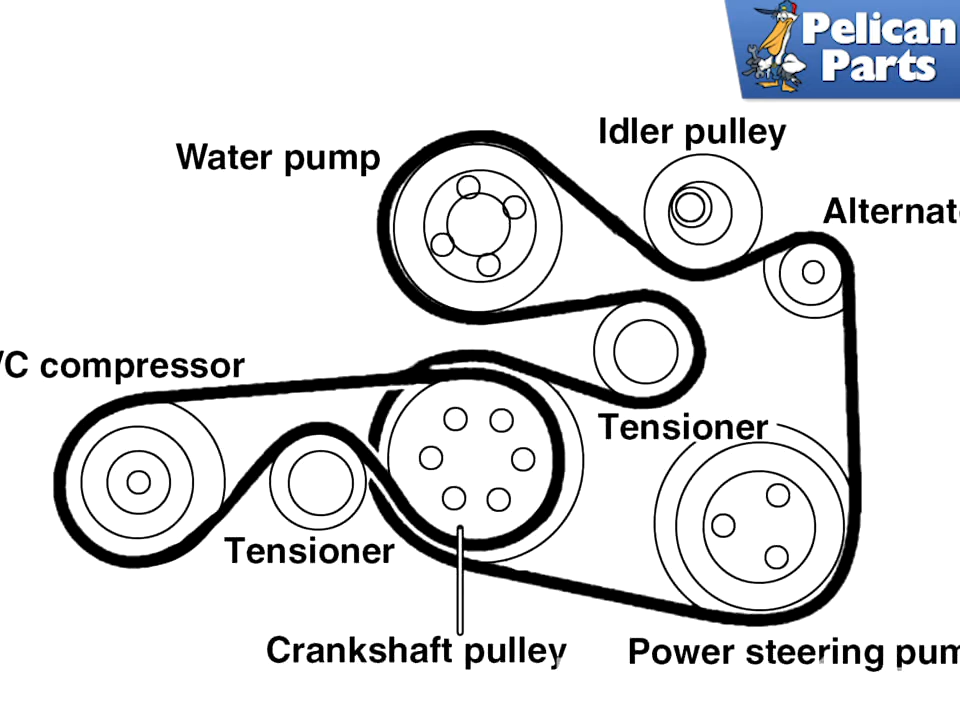 Pelican
Parts
Idler pulley
Water pump
Alternat
/C compressor
Tensioner
Tensioner
Crankshaft pulley
Power steering pum